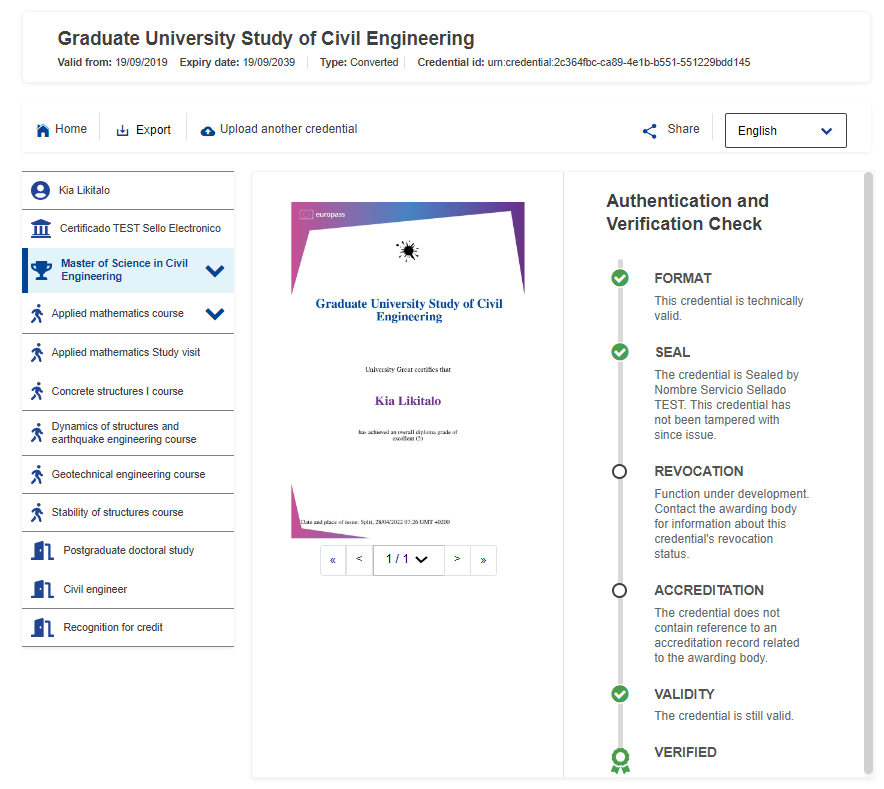 Graduate University Study of Civil Engineering
Valid from: 19/09/2019 Expiry date: 19/09/2039 Type: Converted Credential id: urn:credential:2c364fbc-ca89-4e1b-b551-551229bdd145
Home Export Upload another credential Share English
Kia Likitalo
Certificado TEST Sello Electronico
Master of Science in Civil
Engineering
Applied mathematics course
Applied mathematics Study visit
Concrete structures I course
Dynamics of structures and
earthquake engineering course
Geotechnical engineering course
Stability of structures course
Postgraduate doctoral study
Civil engineer
Recognition for credit
europass
Graduate University Study of Civil
Engineering
University Great certifies that
Kia Likitalo
has achieved an overall diploma grade of
excellent (5)
Date and place of issue: Split, 28/04/2022 07:26 GMT +0200
« < 1 / 1 > »
Authentication and
Verification Check
FORMAT
This credential is technically
valid.
SEAL
The credential is Sealed by
Nombre Servicio Sellado
TEST. This credential has
not been tampered with
since issue.
REVOCATION
Function under development.
Contact the awarding body
for information about this
credential's revocation
status.
ACCREDITATION
The credential does not
contain reference to an
accreditation record related
to the awarding body.
VALIDITY
The credential is still valid.
VERIFIED